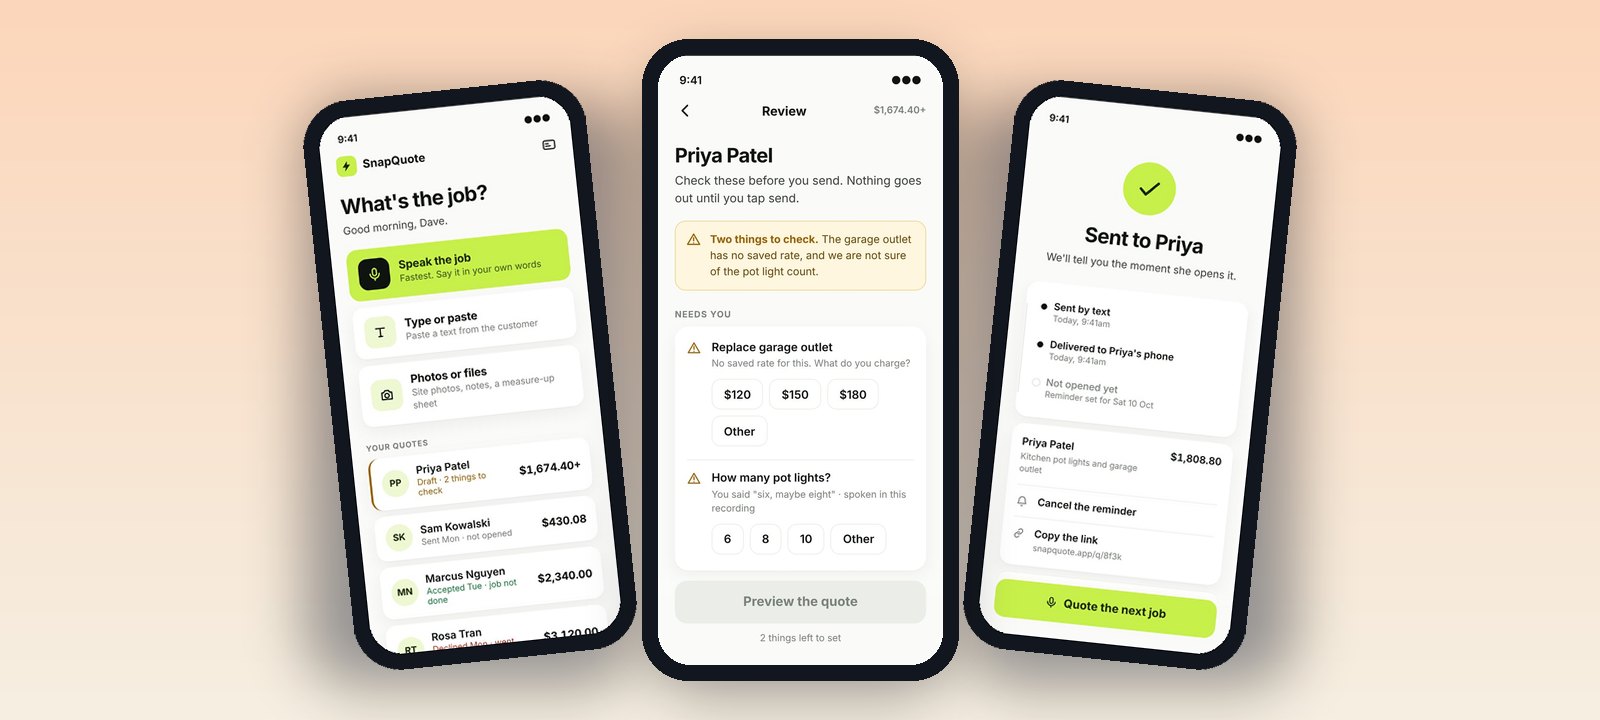 9:41
SnapQuote
What's the job?
Good morning, Dave.
Speak the job
Fastest. Say it in your own words
Type or paste
Paste a text from the customer
Photos or files
Site photos, notes, a measure-up
sheet
YOUR QUOTES
PP
Priya Patel
Draft · 2 things to
check
$1,674.40+
SK
Sam Kowalski
Sent Mon · not opened
$430.08
MN
Marcus Nguyen
Accepted Tue · job not
done
$2,340.00
RT
Rosa Tran
Declined Mon · went
$3,120.00
9:41
Review
$1,674.40+
Priya Patel
Check these before you send. Nothing goes
out until you tap send.
Two things to check. The garage outlet
has no saved rate, and we are not sure
of the pot light count.
NEEDS YOU
Replace garage outlet
No saved rate for this. What do you charge?
$120
$150
$180
Other
How many pot lights?
You said "six, maybe eight" · spoken in this
recording
6
8
10
Other
Preview the quote
2 things left to set
9:41
Sent to Priya
We'll tell you the moment she opens it.
Sent by text
Today, 9:41am
Delivered to Priya's phone
Today, 9:41am
Not opened yet
Reminder set for Sat 10 Oct
Priya Patel
Kitchen pot lights and garage
outlet
$1,808.80
Cancel the reminder
Copy the link
snapquote.app/q/8f3k
Quote the next job